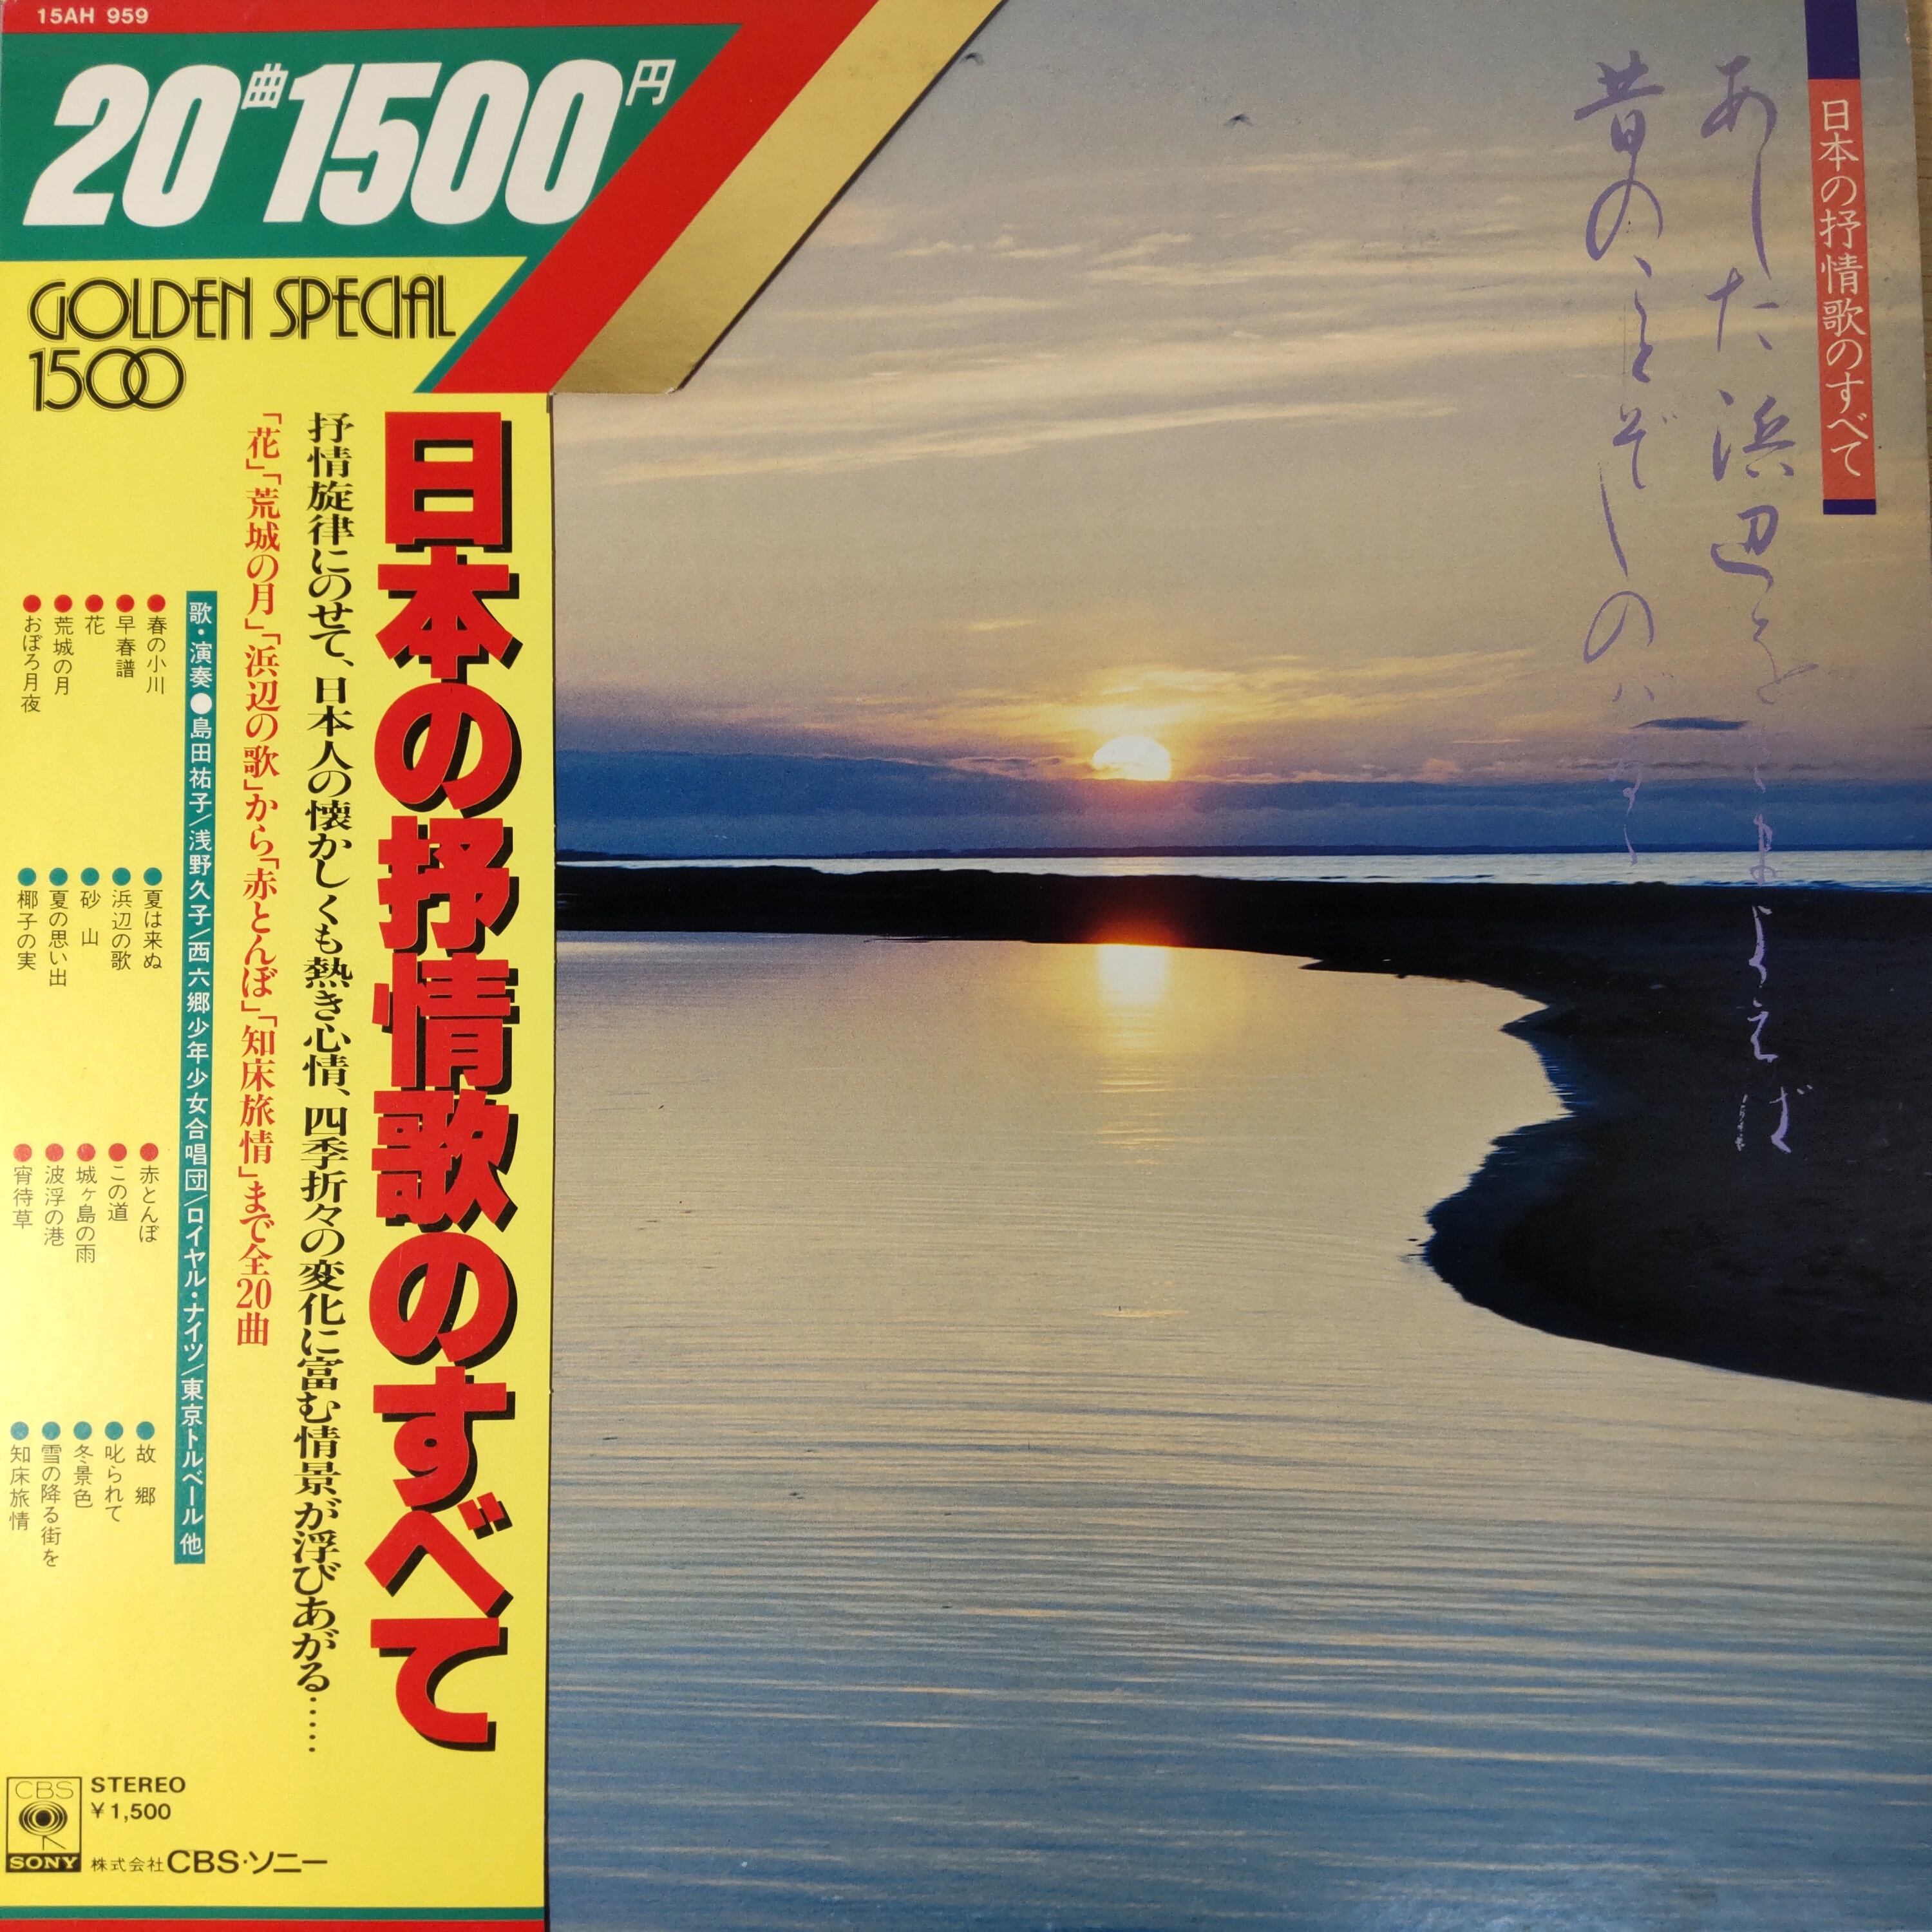 15AH 959
20曲1500円
GOLDEN SPECIAL
1500
日本の抒情歌のすべて
抒情旋律にのせて、日本人の懐かしくも熱き心情、四季折々の変化に富む情景が浮びあがる……
「花」「荒城の月」「浜辺の歌」から「赤とんぼ」「知床旅情」まで全20曲
歌・演奏●島田祐子/浅野久子/西六郷少年少女合唱団/ロイヤル・ナイツ/東京トルベール 他
●春の小川
●早春譜
●花
●荒城の月
●おぼろ月夜
●夏は来ぬ
●浜辺の歌
●砂山
●夏の思い出
●椰子の実
●赤とんぼ
●この道
●城ヶ島の雨
●波浮の港
●宵待草
●故郷
●叱られて
●冬景色
●雪の降る街を
●知床旅情
CBS
SONY
STEREO
¥1,500
株式会社CBS・ソニー
日本の抒情歌のすべて
あした浜辺をさまよえば
昔のことぞしのばるゝ